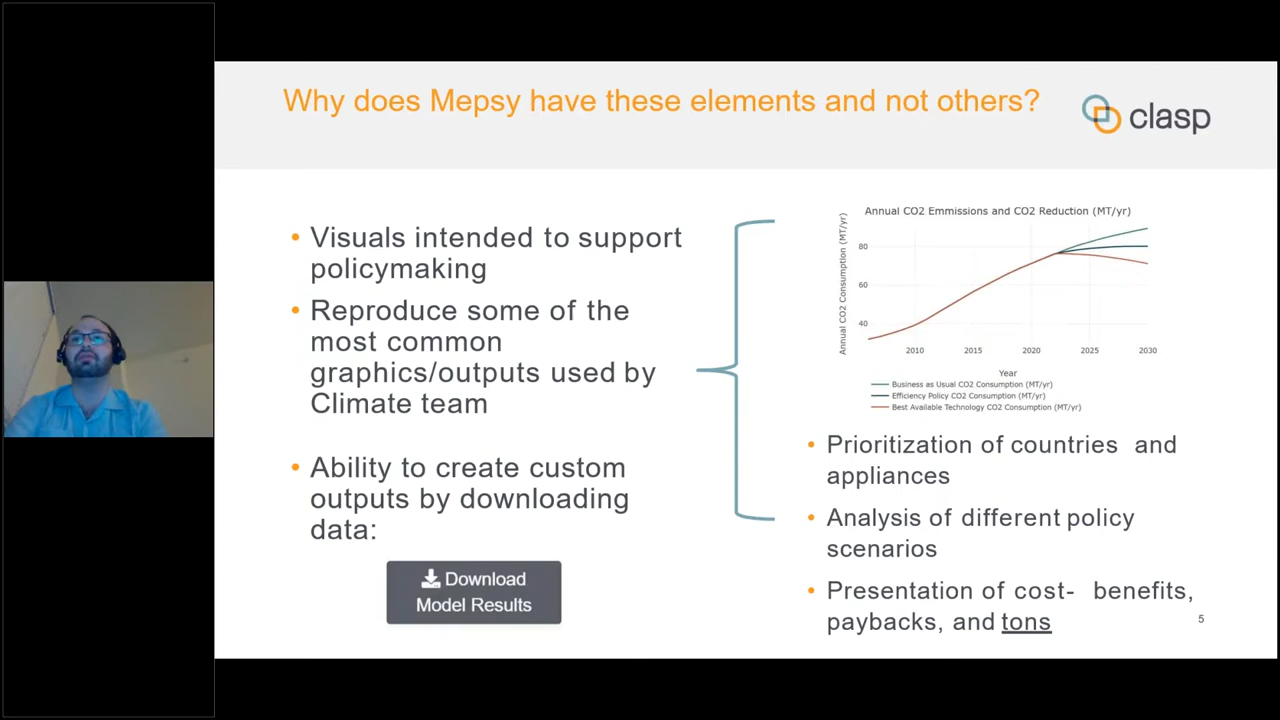 Why does Mepsy have these elements and not others?
clasp
• Visuals intended to support
policymaking
• Reproduce some of the
most common
graphics/outputs used by
Climate team
• Ability to create custom
outputs by downloading
data:
Download
Model Results
Annual CO2 Emmissions and CO2 Reduction (MT/yr)
Annual CO2 Consumption (MT/yr)
80
60
40
2010 2015 2020 2025 2030
Year
Business as Usual CO2 Consumption (MT/yr)
Efficiency Policy CO2 Consumption (MT/yr)
Best Available Technology CO2 Consumption (MT/yr)
• Prioritization of countries and
appliances
• Analysis of different policy
scenarios
• Presentation of cost- benefits,
paybacks, and tons
5